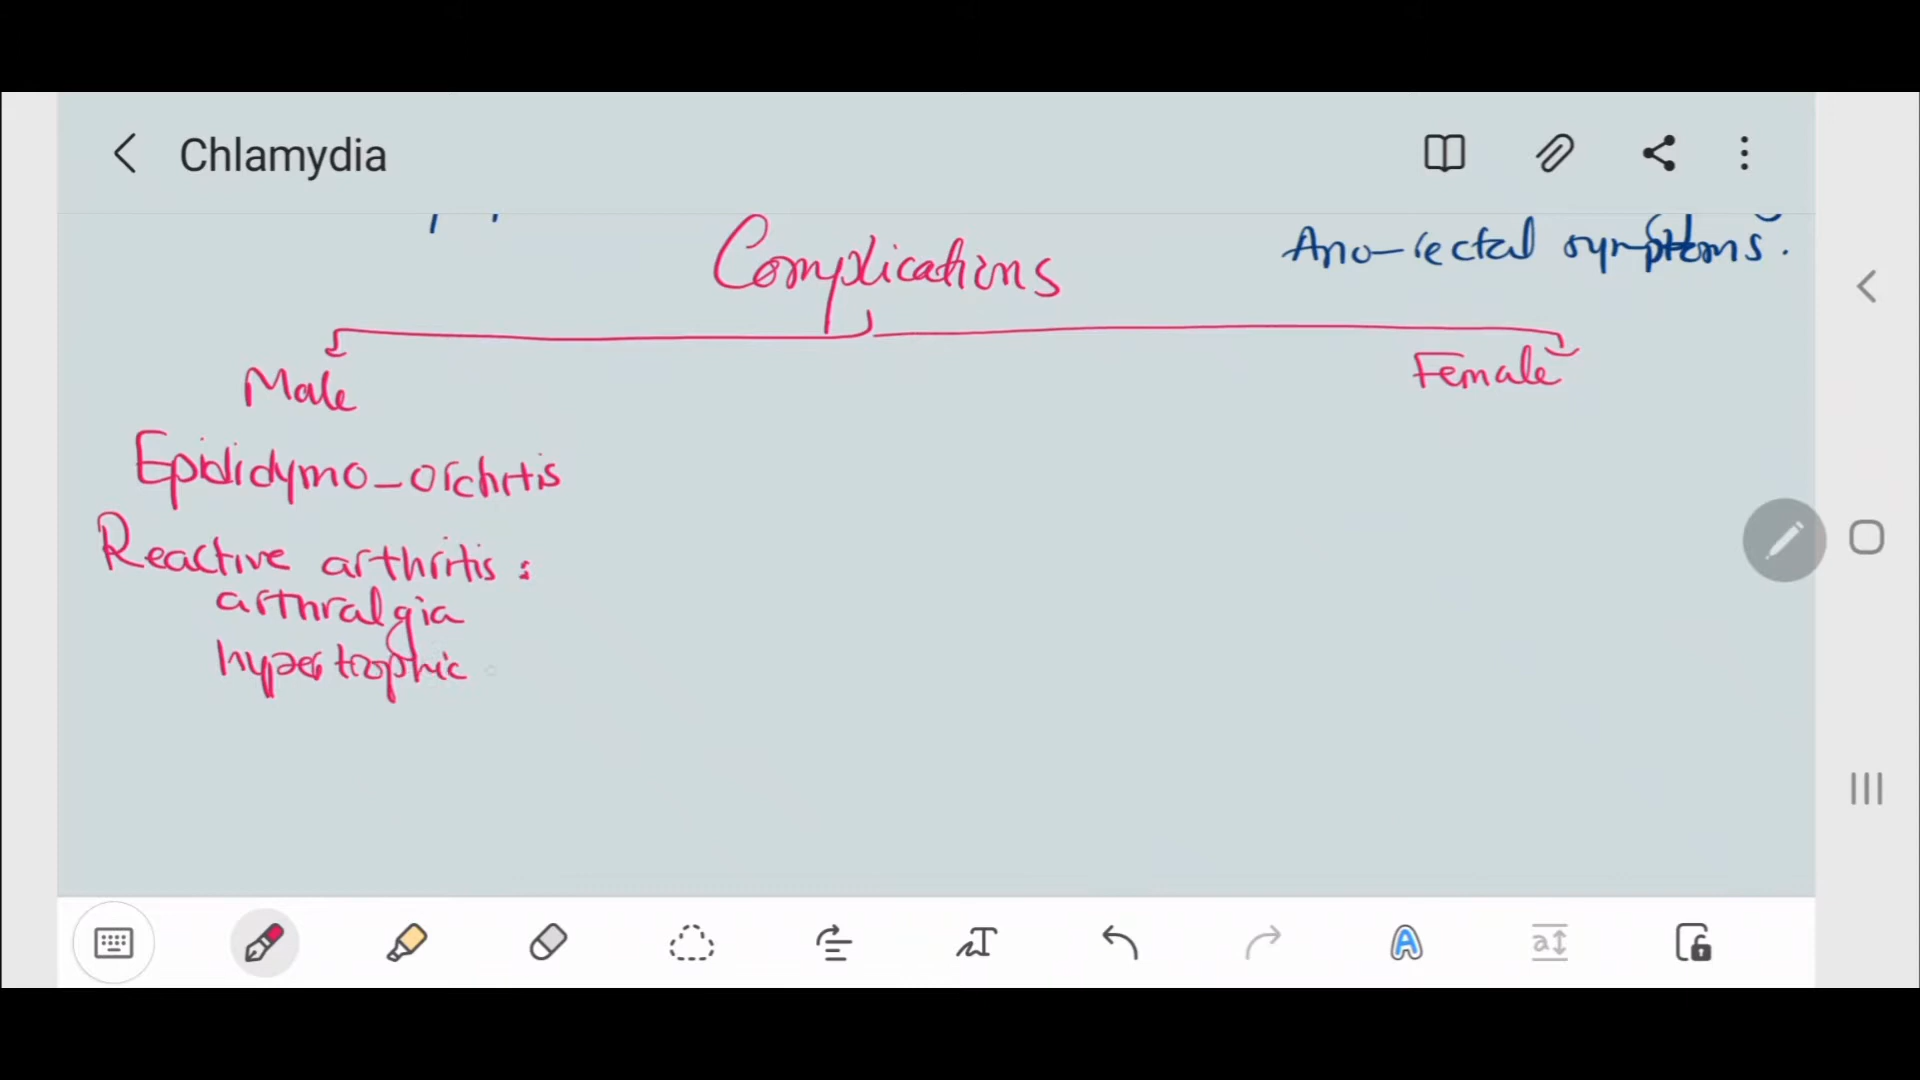 Chlamydia
Ano-rectal symptoms.
Complications
Male
Female
Epididymo-orchitis
Reactive arthritis:
arthralgia
hypertrophic